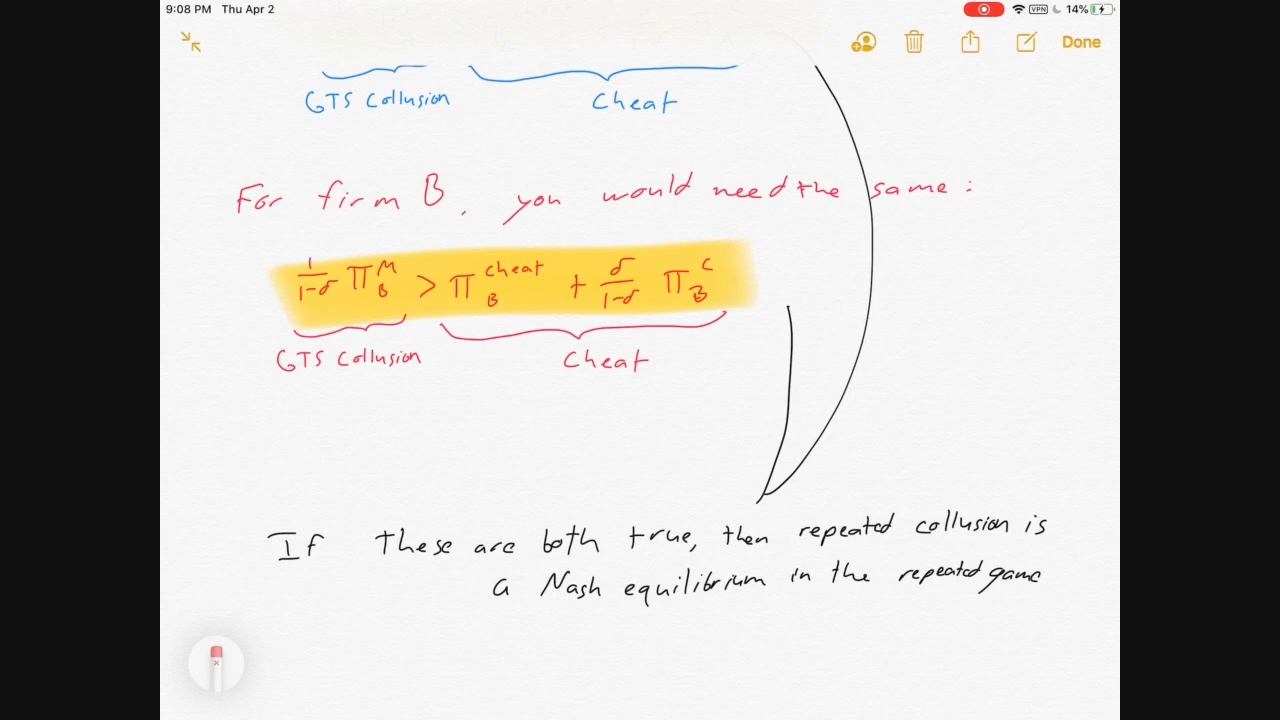 9:08 PM Thu Apr 2
VPN 14%
Done
GTS Collusion Cheat
For firm B, you would need the same:
1/(1-δ) π_B^M > π_B^cheat + δ/(1-δ) π_B^C
GTS Collusion Cheat
If these are both true, then repeated collusion is
a Nash equilibrium in the repeated game